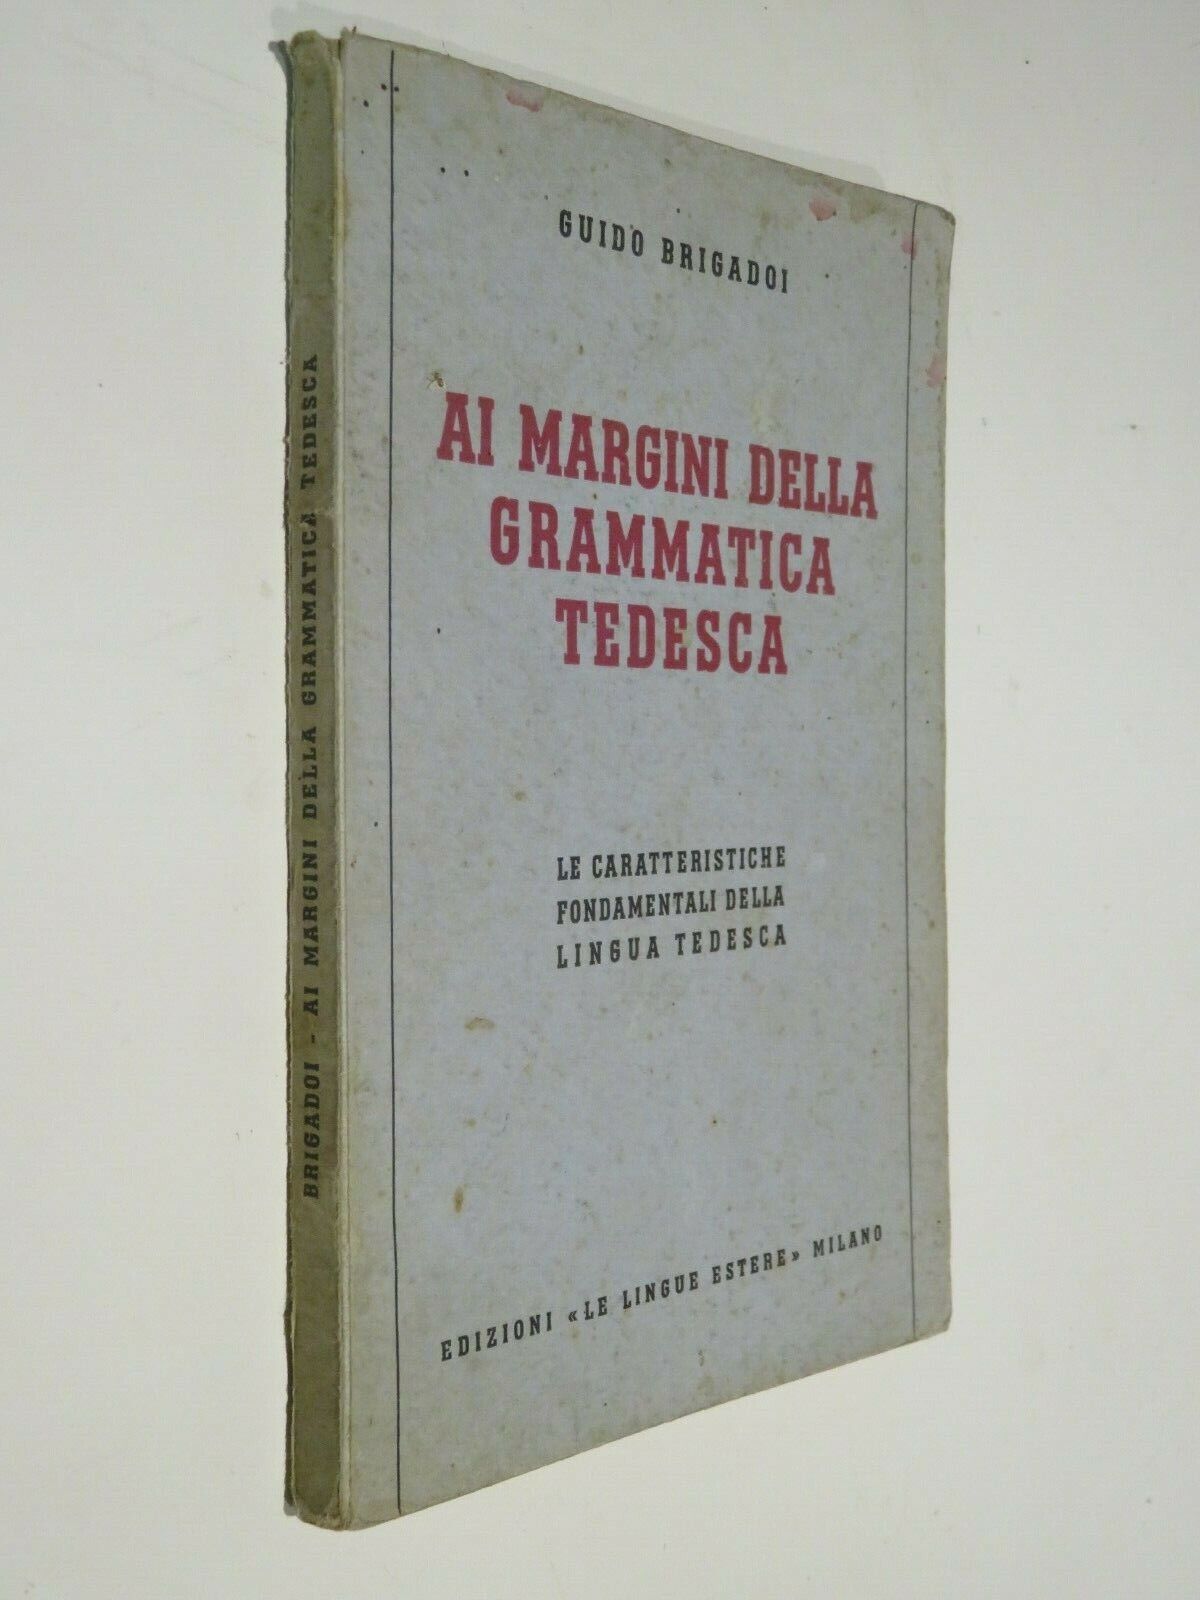 GUIDO BRIGADOI
AI MARGINI DELLA
GRAMMATICA
TEDESCA
LE CARATTERISTICHE
FONDAMENTALI DELLA
LINGUA TEDESCA
EDIZIONI «LE LINGUE ESTERE» MILANO
BRIGADOI - AI MARGINI DELLA GRAMMATICA TEDESCA